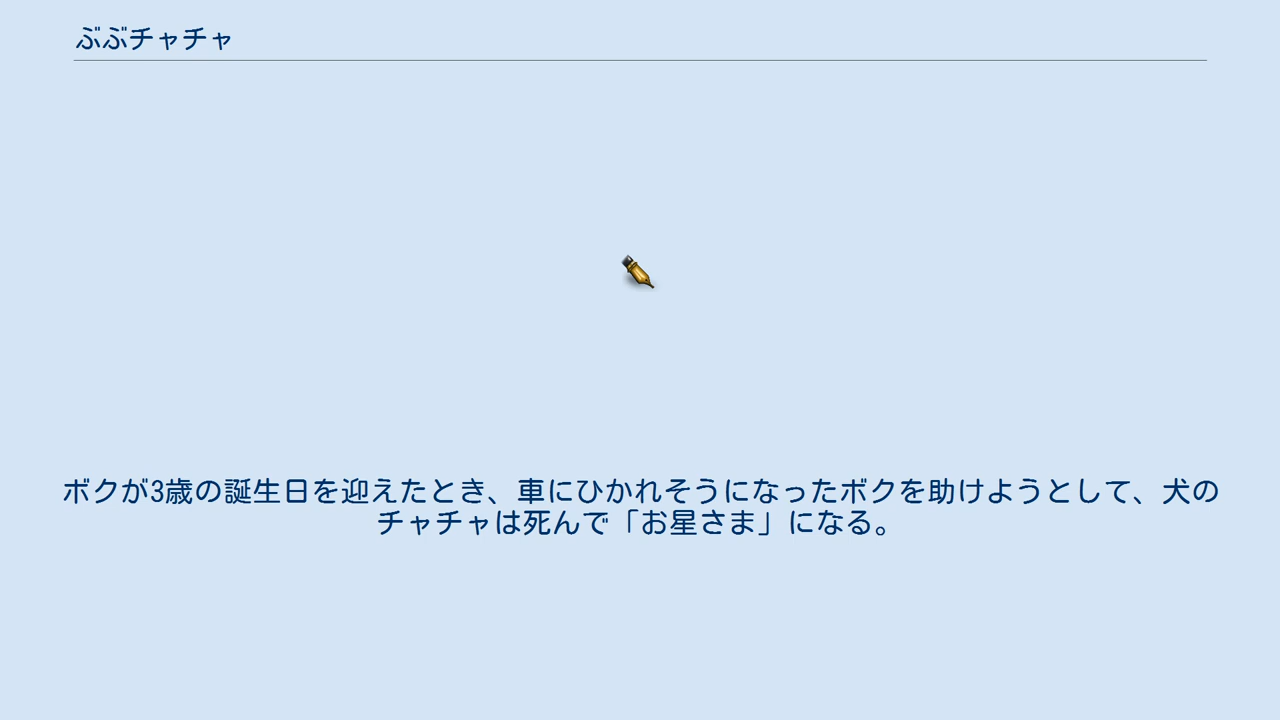 ぶぶチャチャ
ボクが3歳の誕生日を迎えたとき、車にひかれそうになったボクを助けようとして、犬の
チャチャは死んで「お星さま」になる。